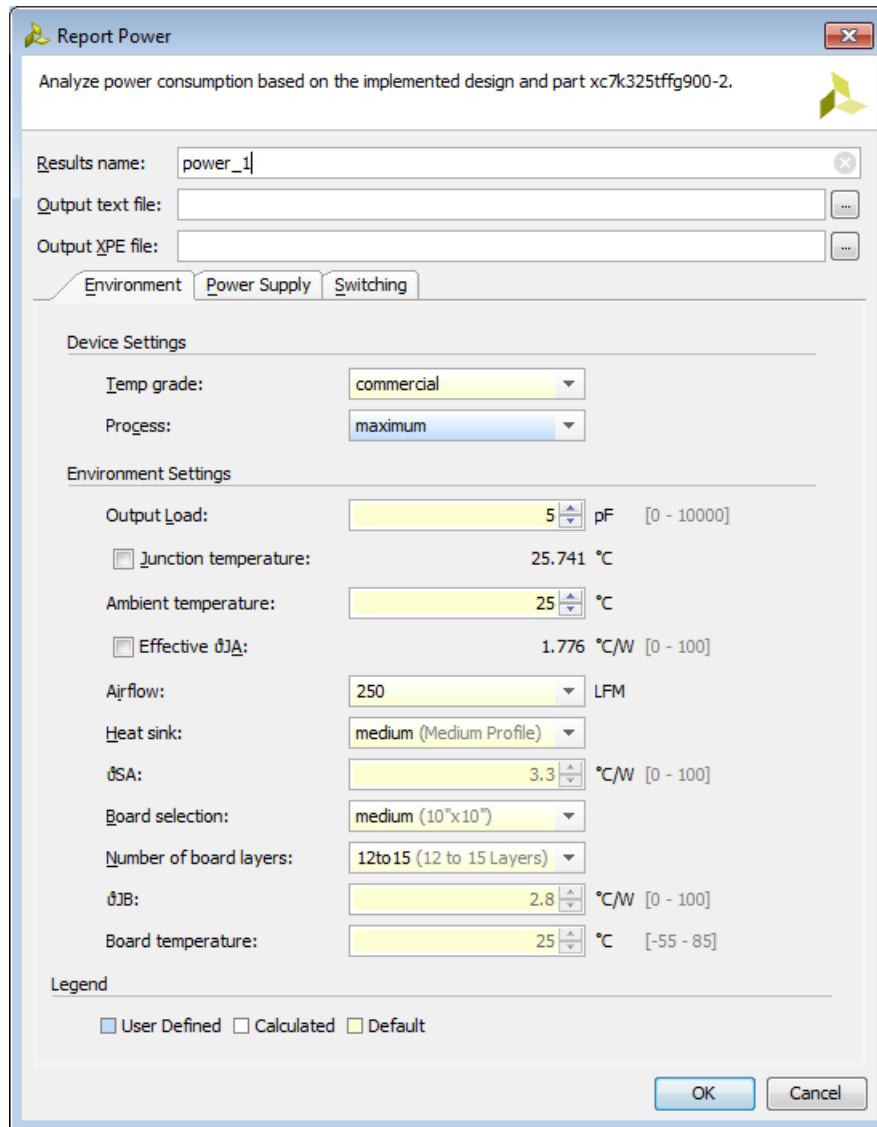 Report Power
Analyze power consumption based on the implemented design and part xc7k325tffg900-2.
Results name: power_1
Output text file: ...
Output XPE file: ...
Environment Power Supply Switching
Device Settings
Temp grade: commercial
Process: maximum
Environment Settings
Output Load: 5 pF [0 - 10000]
Junction temperature: 25.741 °C
Ambient temperature: 25 °C
Effective ϑJA: 1.776 °C/W [0 - 100]
Airflow: 250 LFM
Heat sink: medium (Medium Profile)
ϑSA: 3.3 °C/W [0 - 100]
Board selection: medium (10"x10")
Number of board layers: 12to15 (12 to 15 Layers)
ϑJB: 2.8 °C/W [0 - 100]
Board temperature: 25 °C [-55 - 85]
Legend
User Defined Calculated Default
OK Cancel